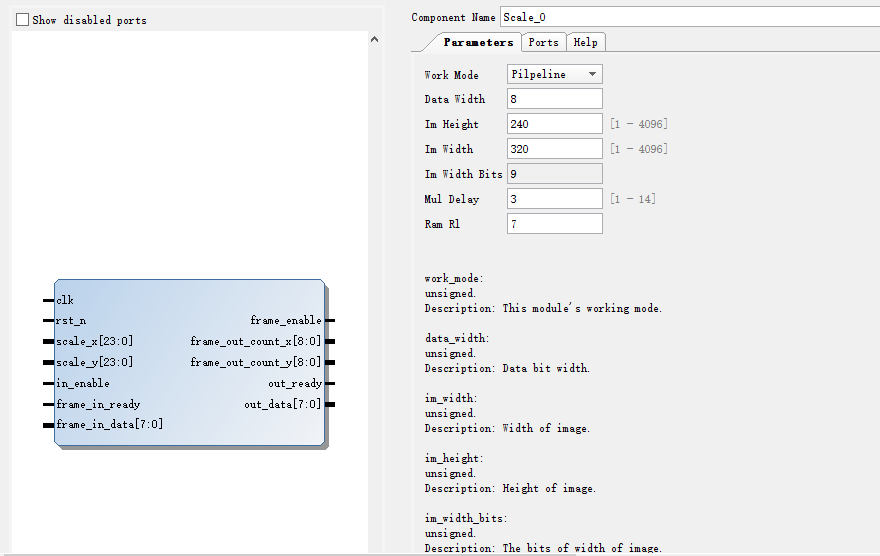 Show disabled ports
clk
rst_n
scale_x[23:0]
scale_y[23:0]
in_enable
frame_in_ready
frame_in_data[7:0]
frame_enable
frame_out_count_x[8:0]
frame_out_count_y[8:0]
out_ready
out_data[7:0]
Component Name Scale_0
Parameters Ports Help
Work Mode Pilpeline
Data Width 8
Im Height 240 [1 - 4096]
Im Width 320 [1 - 4096]
Im Width Bits 9
Mul Delay 3 [1 - 14]
Ram Rl 7
work_mode:
unsigned.
Description: This module's working mode.
data_width:
unsigned.
Description: Data bit width.
im_width:
unsigned.
Description: Width of image.
im_height:
unsigned.
Description: Height of image.
im_width_bits:
unsigned.
Description: The bits of width of image.